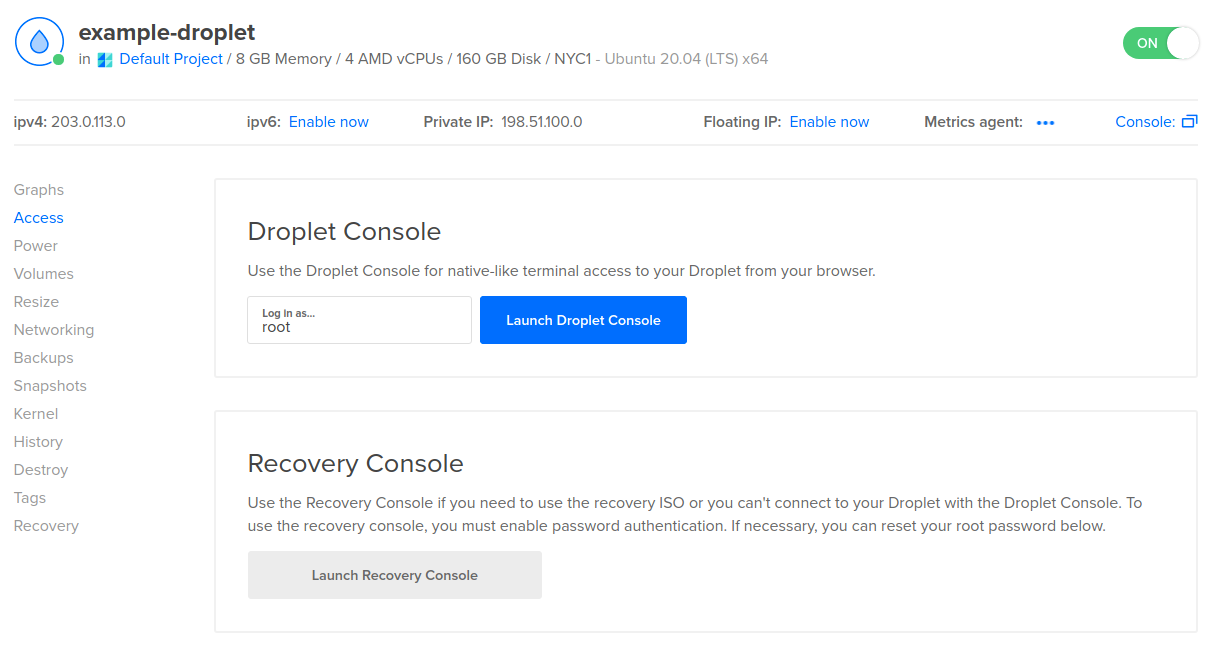 example-droplet
ON
in Default Project / 8 GB Memory / 4 AMD vCPUs / 160 GB Disk / NYC1 - Ubuntu 20.04 (LTS) x64
ipv4: 203.0.113.0 ipv6: Enable now Private IP: 198.51.100.0 Floating IP: Enable now Metrics agent: ••• Console:
Graphs
Access
Power
Volumes
Resize
Networking
Backups
Snapshots
Kernel
History
Destroy
Tags
Recovery
Droplet Console
Use the Droplet Console for native-like terminal access to your Droplet from your browser.
Log in as...
root
Launch Droplet Console
Recovery Console
Use the Recovery Console if you need to use the recovery ISO or you can't connect to your Droplet with the Droplet Console. To
use the recovery console, you must enable password authentication. If necessary, you can reset your root password below.
Launch Recovery Console